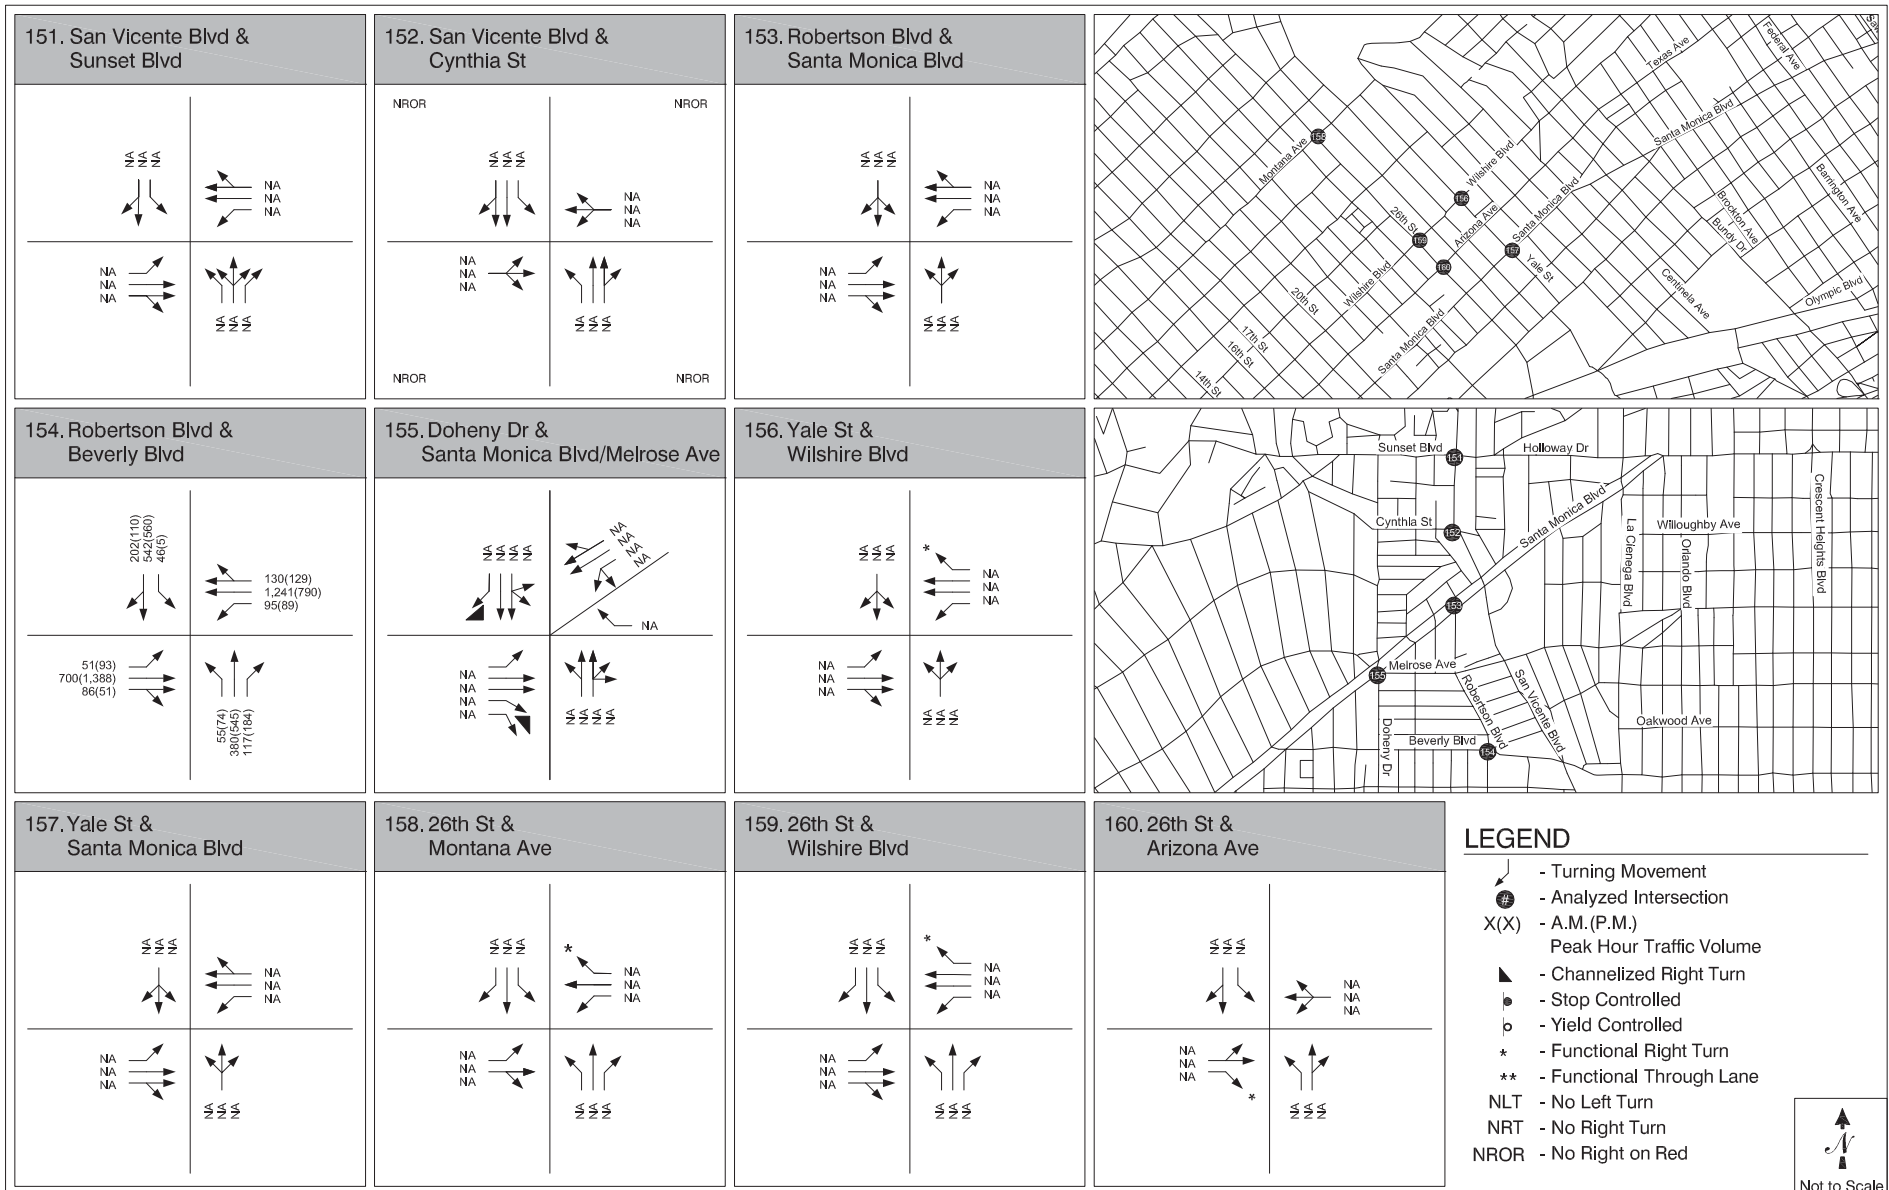 151. San Vicente Blvd &
Sunset Blvd
NA NA NA
NA
NA
NA
NA
NA
NA
NA NA NA
152. San Vicente Blvd &
Cynthia St
NROR NROR
NA NA NA
NA
NA
NA
NA
NA
NA
NA NA NA
NROR NROR
153. Robertson Blvd &
Santa Monica Blvd
NA NA NA
NA
NA
NA
NA
NA
NA
NA NA NA
Texas Ave
Federal Ave
Santa Monica Blvd
158
Montana Ave
Wilshire Blvd
156
Barrington Ave
Brockton Ave
Bundy Dr
26th St
Arizona Ave
Santa Monica Blvd
159
157
160
Yale St
Wilshire Blvd
Centinela Ave
Olympic Blvd
20th St
Santa Monica Blvd
17th St
16th St
14th St
154. Robertson Blvd &
Beverly Blvd
202(110)
542(560)
46(5)
130(129)
1,241(790)
95(89)
51(93)
700(1,388)
86(51)
55(74)
380(545)
117(184)
155. Doheny Dr &
Santa Monica Blvd/Melrose Ave
NA NA NA NA
NA
NA
NA
NA
NA
NA
NA
NA
NA
NA NA NA NA
156. Yale St &
Wilshire Blvd
NA NA NA
*
NA
NA
NA
NA
NA
NA
NA NA NA
Sunset Blvd
151
Holloway Dr
Santa Monica Blvd
Crescent Heights Blvd
Cynthia St
152
La Cienega Blvd
Willoughby Ave
Orlando Blvd
153
Melrose Ave
155
Robertson Blvd
San Vicente Blvd
Oakwood Ave
Doheny Dr
Beverly Blvd
154
157. Yale St &
Santa Monica Blvd
NA NA NA
NA
NA
NA
NA
NA
NA
NA NA NA
158. 26th St &
Montana Ave
NA NA NA
*
NA
NA
NA
NA
NA
NA
NA NA NA
159. 26th St &
Wilshire Blvd
NA NA NA
*
NA
NA
NA
NA
NA
NA
NA NA NA
160. 26th St &
Arizona Ave
NA NA NA
NA
NA
NA
NA
NA
NA
*
NA NA NA
LEGEND
- Turning Movement
# - Analyzed Intersection
X(X) - A.M.(P.M.)
Peak Hour Traffic Volume
- Channelized Right Turn
- Stop Controlled
- Yield Controlled
* - Functional Right Turn
** - Functional Through Lane
NLT - No Left Turn
NRT - No Right Turn
NROR - No Right on Red
N
Not to Scale